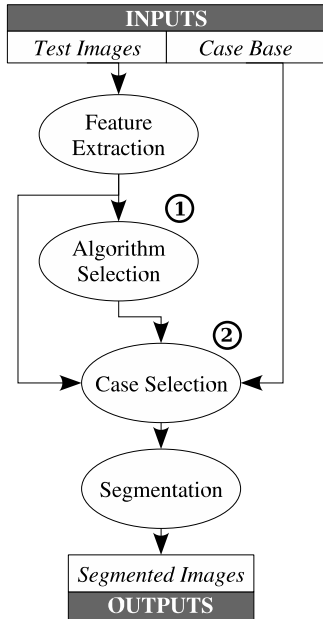 INPUTS
Test Images Case Base
Feature
Extraction
1
Algorithm
Selection
2
Case Selection
Segmentation
Segmented Images
OUTPUTS